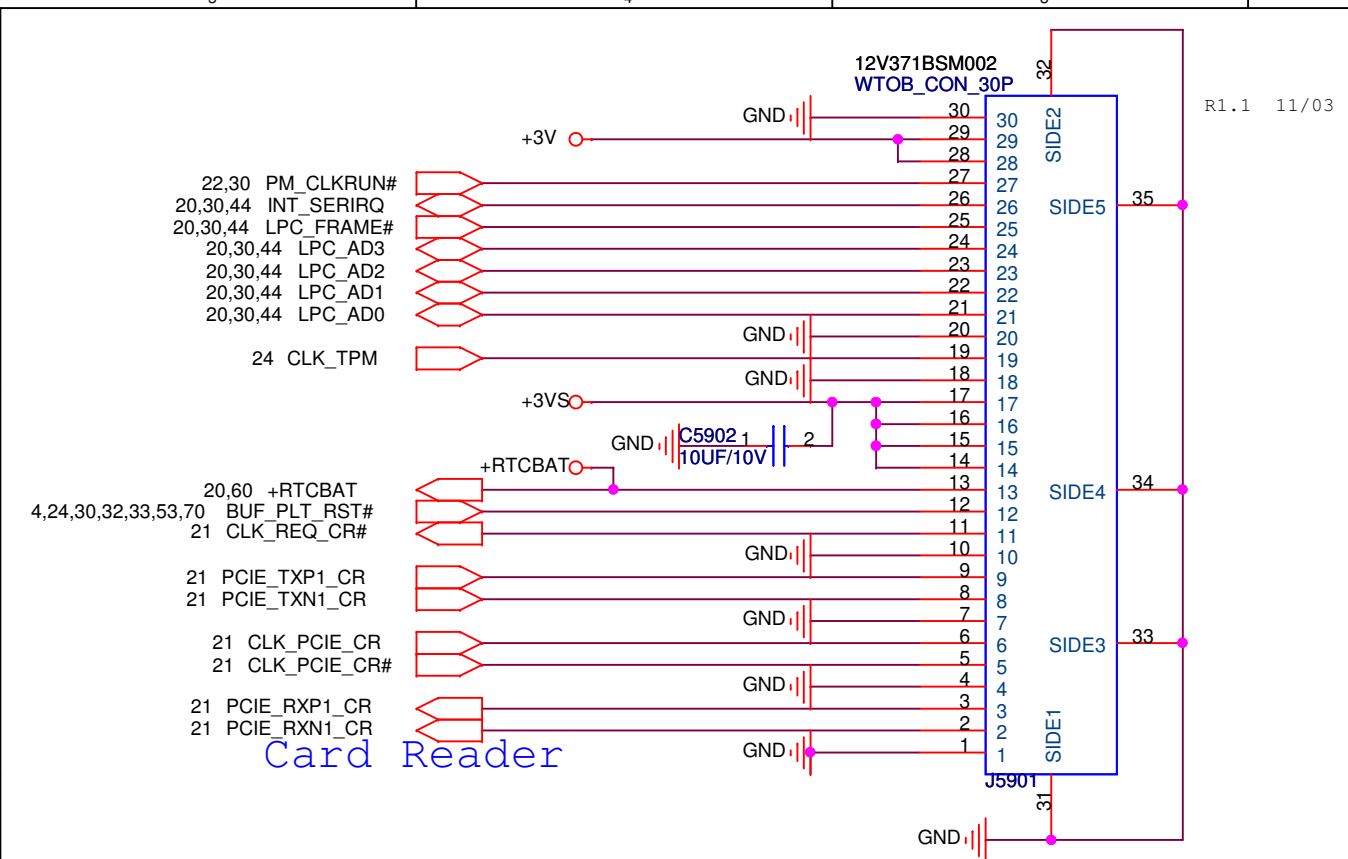 12V371BSM002
WTOB_CON_30P
R1.1 11/03
32
SIDE2
GND 30 30
+3V 29 29
28 28
22,30 PM_CLKRUN# 27 27
20,30,44 INT_SERIRQ 26 26 SIDE5 35
20,30,44 LPC_FRAME# 25 25
20,30,44 LPC_AD3 24 24
20,30,44 LPC_AD2 23 23
20,30,44 LPC_AD1 22 22
20,30,44 LPC_AD0 21 21
GND 20 20
24 CLK_TPM 19 19
GND 18 18
+3VS 17 17
16 16
GND C5902 1 2 15 15
10UF/10V
+RTCBAT 14 14
20,60 +RTCBAT 13 13 SIDE4 34
4,24,30,32,33,53,70 BUF_PLT_RST# 12 12
21 CLK_REQ_CR# 11 11
GND 10 10
21 PCIE_TXP1_CR 9 9
21 PCIE_TXN1_CR 8 8
GND 7 7
21 CLK_PCIE_CR 6 6 SIDE3 33
21 CLK_PCIE_CR# 5 5
GND 4 4
21 PCIE_RXP1_CR 3 3
21 PCIE_RXN1_CR 2 2
Card Reader
GND 1 1
SIDE1
J5901
31
GND